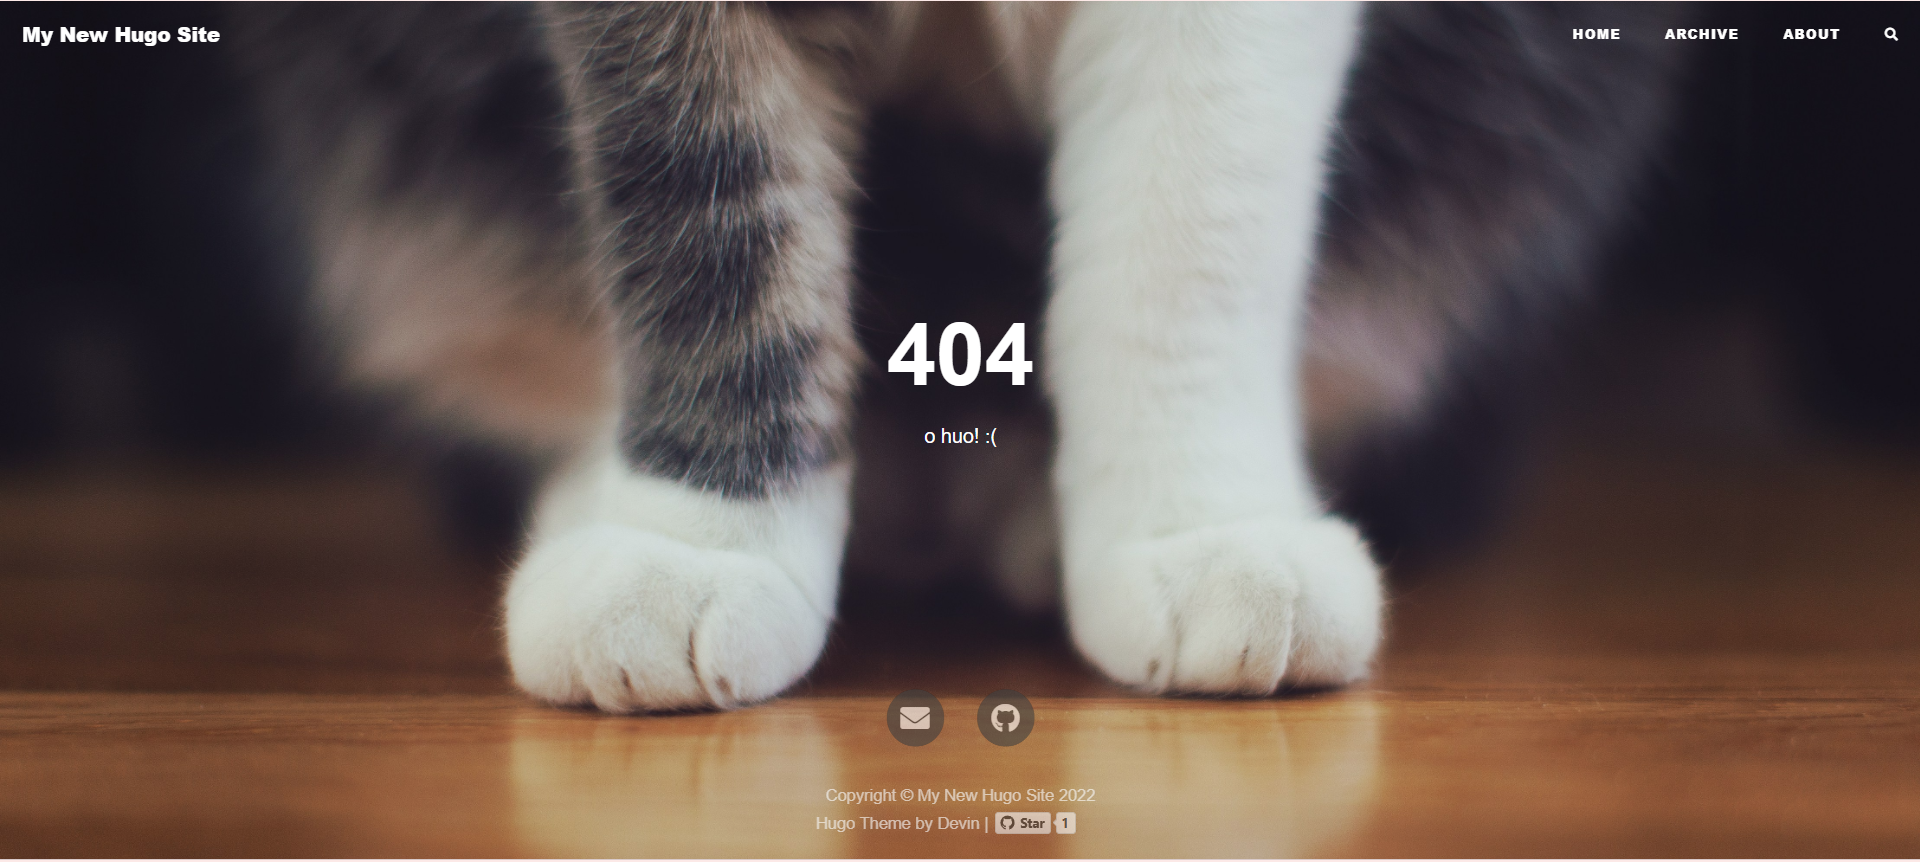 My New Hugo Site
HOME ARCHIVE ABOUT
404
o huo! :(
Copyright © My New Hugo Site 2022
Hugo Theme by Devin | Star 1